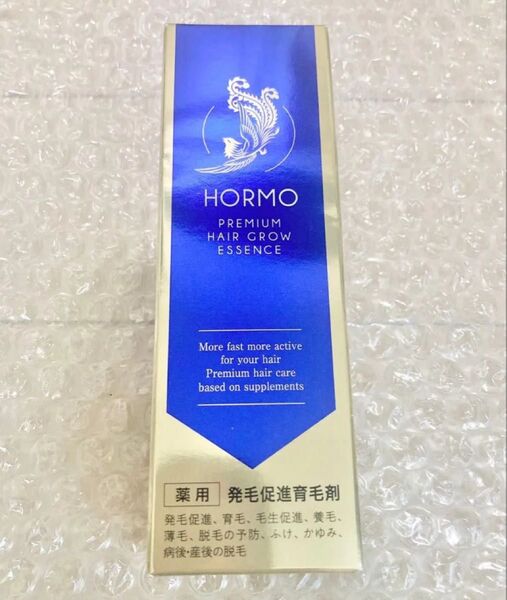 HORMO
PREMIUM
HAIR GROW
ESSENCE
More fast more active
for your hair
Premium hair care
based on supplements
薬用 発毛促進育毛剤
発毛促進、育毛、毛生促進、養毛、
薄毛、脱毛の予防、ふけ、かゆみ、
病後・産後の脱毛